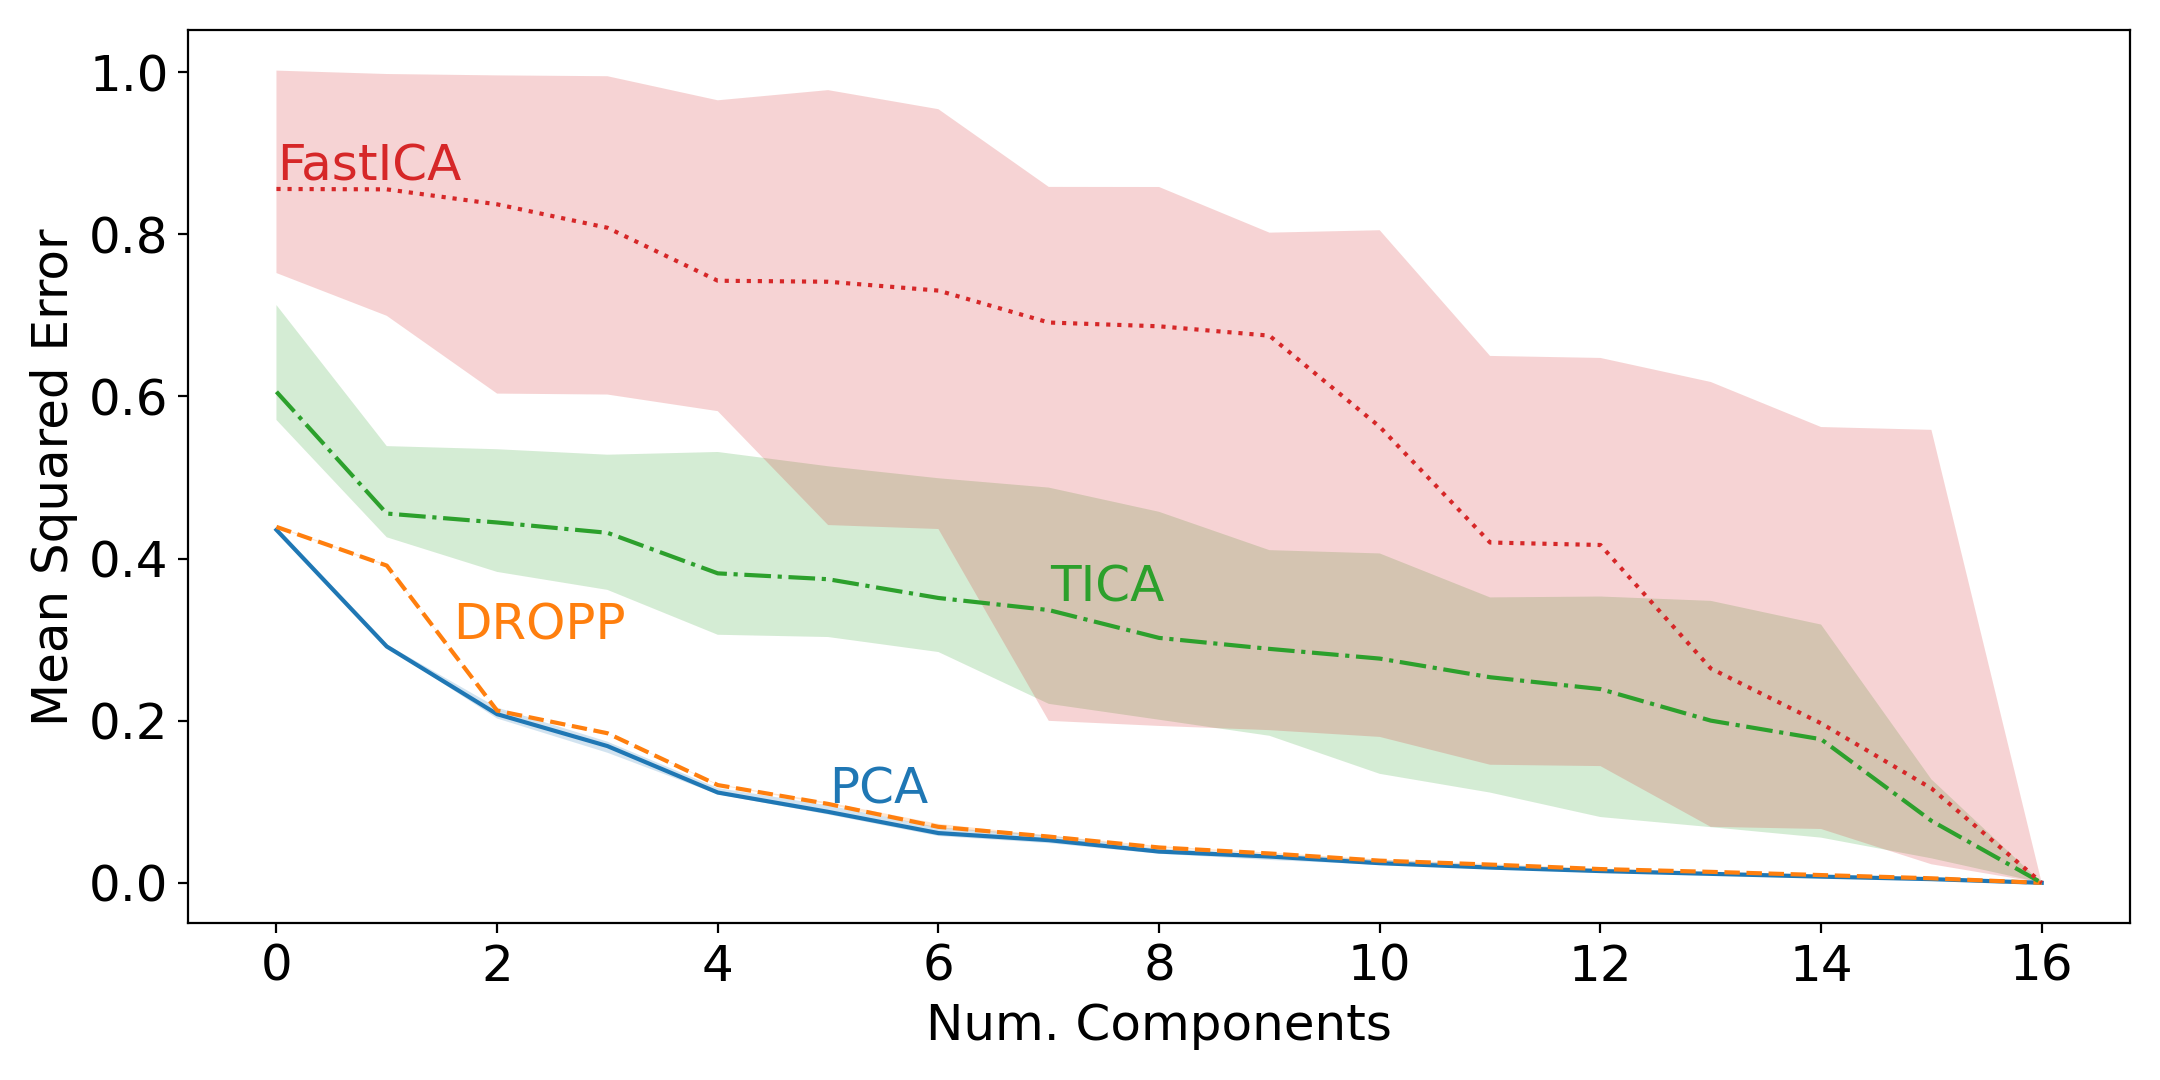 1.0
0.8
0.6
0.4
0.2
0.0
Mean Squared Error
FastICA
TICA
DROPP
PCA
0 2 4 6 8 10 12 14 16
Num. Components